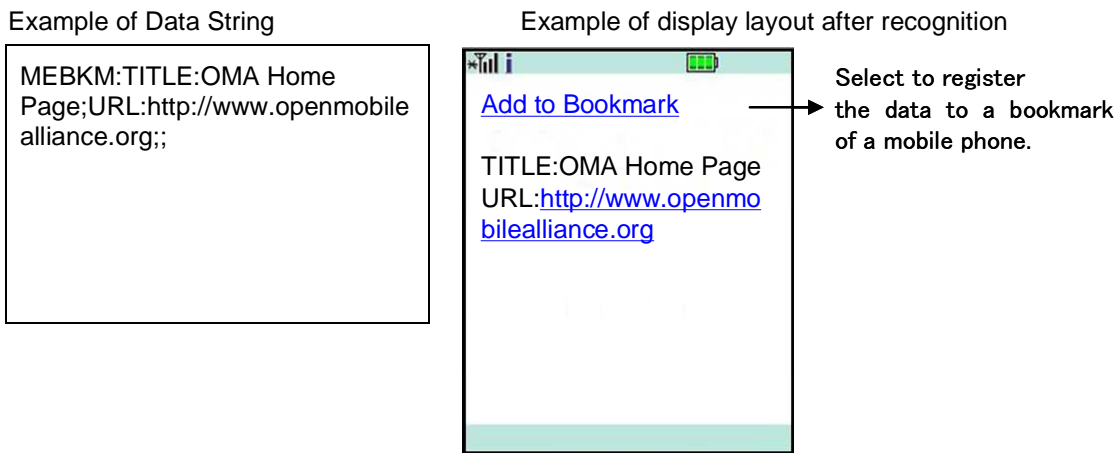 Example of Data String
MEBKM:TITLE:OMA Home
Page;URL:http://www.openmobile
alliance.org;;
Example of display layout after recognition
i
Add to Bookmark
TITLE:OMA Home Page
URL:http://www.openmo
bilealliance.org
Select to register
the data to a bookmark
of a mobile phone.